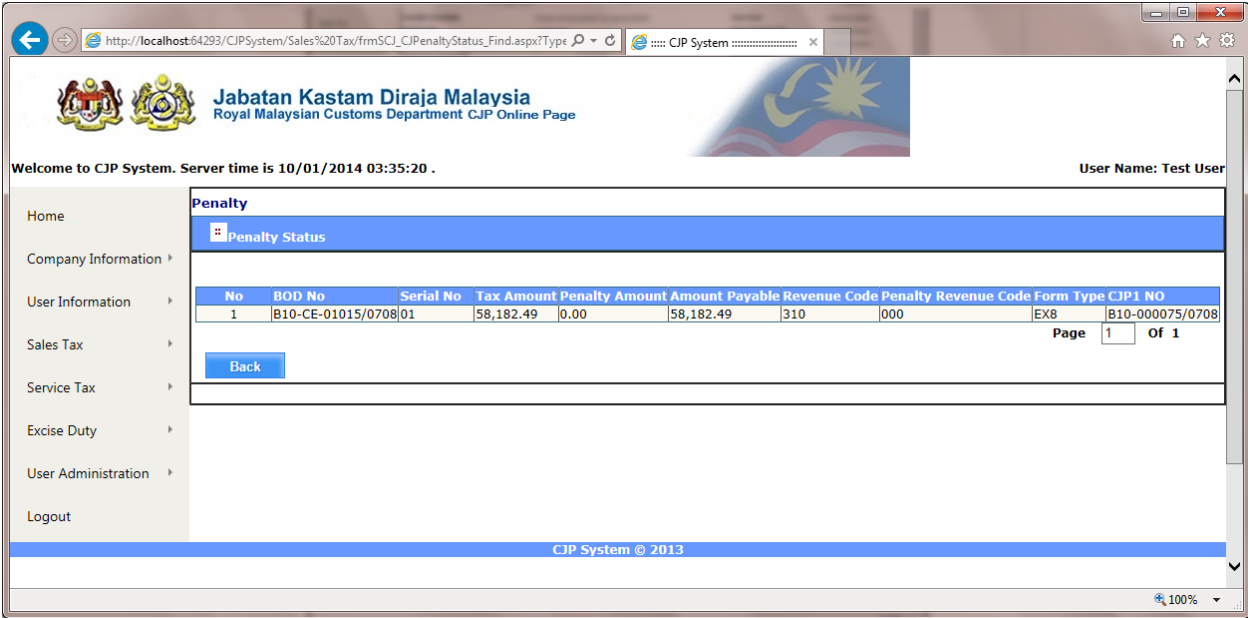 http://localhost:64293/CJPSystem/Sales%20Tax/frmSCJ_CJPenaltyStatus_Find.aspx?Type
::::: CJP System ::::::::::::::::::::::
Jabatan Kastam Diraja Malaysia
Royal Malaysian Customs Department CJP Online Page
Welcome to CJP System. Server time is 10/01/2014 03:35:20 .
User Name: Test User
Home
Company Information
User Information
Sales Tax
Service Tax
Excise Duty
User Administration
Logout
Penalty
Penalty Status
No BOD No Serial No Tax Amount Penalty Amount Amount Payable Revenue Code Penalty Revenue Code Form Type CJP1 NO
1 B10-CE-01015/0708 01 58,182.49 0.00 58,182.49 310 000 EX8 B10-000075/0708
Page 1 Of 1
Back
CJP System © 2013
100%